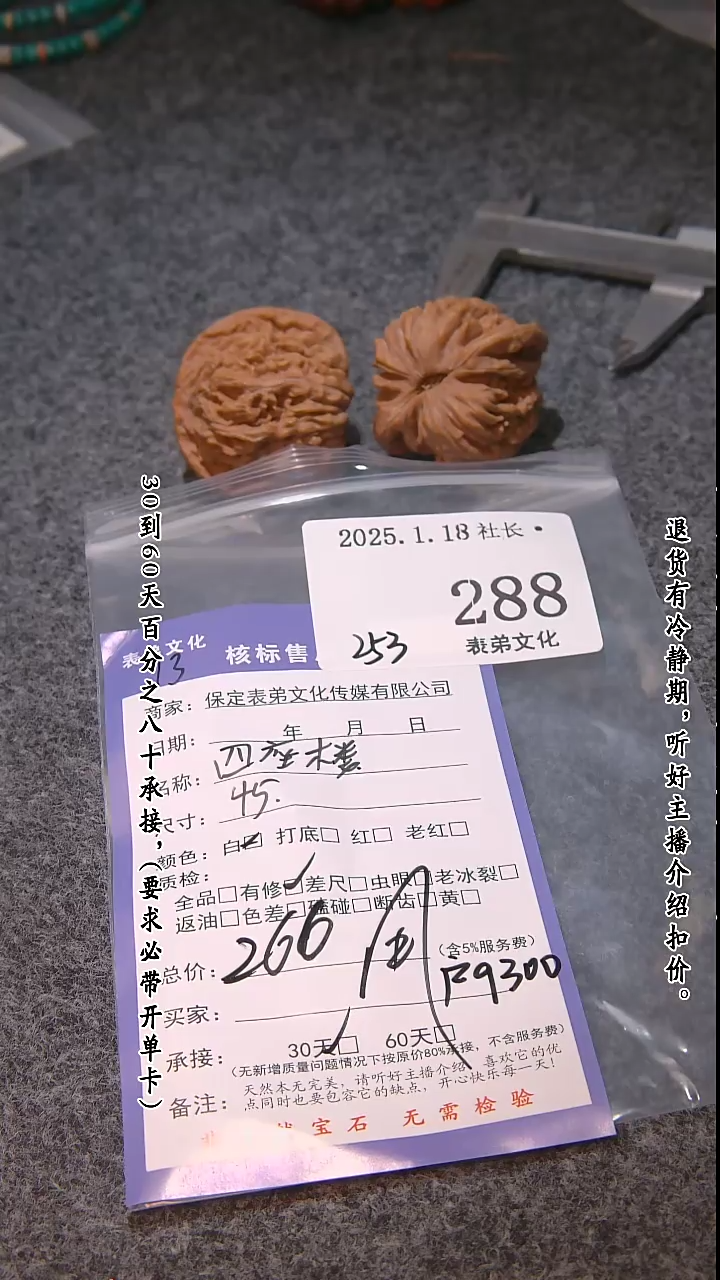 2025.1.18 社长 •
288
253
表弟文化
表弟文化
核标售
13
商家：保定表弟文化传媒有限公司
日期： 年 月 日
名称：四座楼
尺寸：45.
颜色：白☑ 打底□ 红□ 老红□
质检：
全品□有修☑差尺□虫眼□老冰裂□
返油□色差□磕碰□断齿□黄□
总价：266 (含5%服务费)
R9300
买家：
承接： 30天☑ 60天□
(无新增质量问题情况下按原价80%承接，不含服务费)
备注：天然本无完美，请听好主播介绍，喜欢它的优
点同时也要包容它的缺点，开心快乐每一天！
宝石 无需检验
30到60天百分之八十承接，(要求必带开单卡)
退货有冷静期，听好主播介绍扣价。